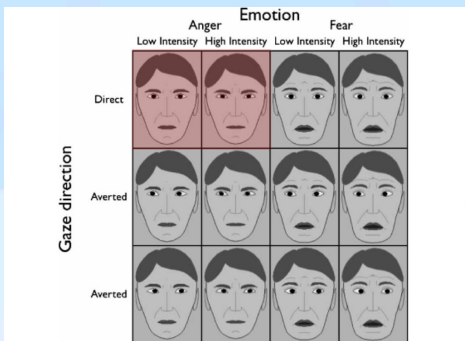 Emotion
Anger Fear
Low Intensity High Intensity Low Intensity High Intensity
Direct
Averted
Averted
Gaze direction